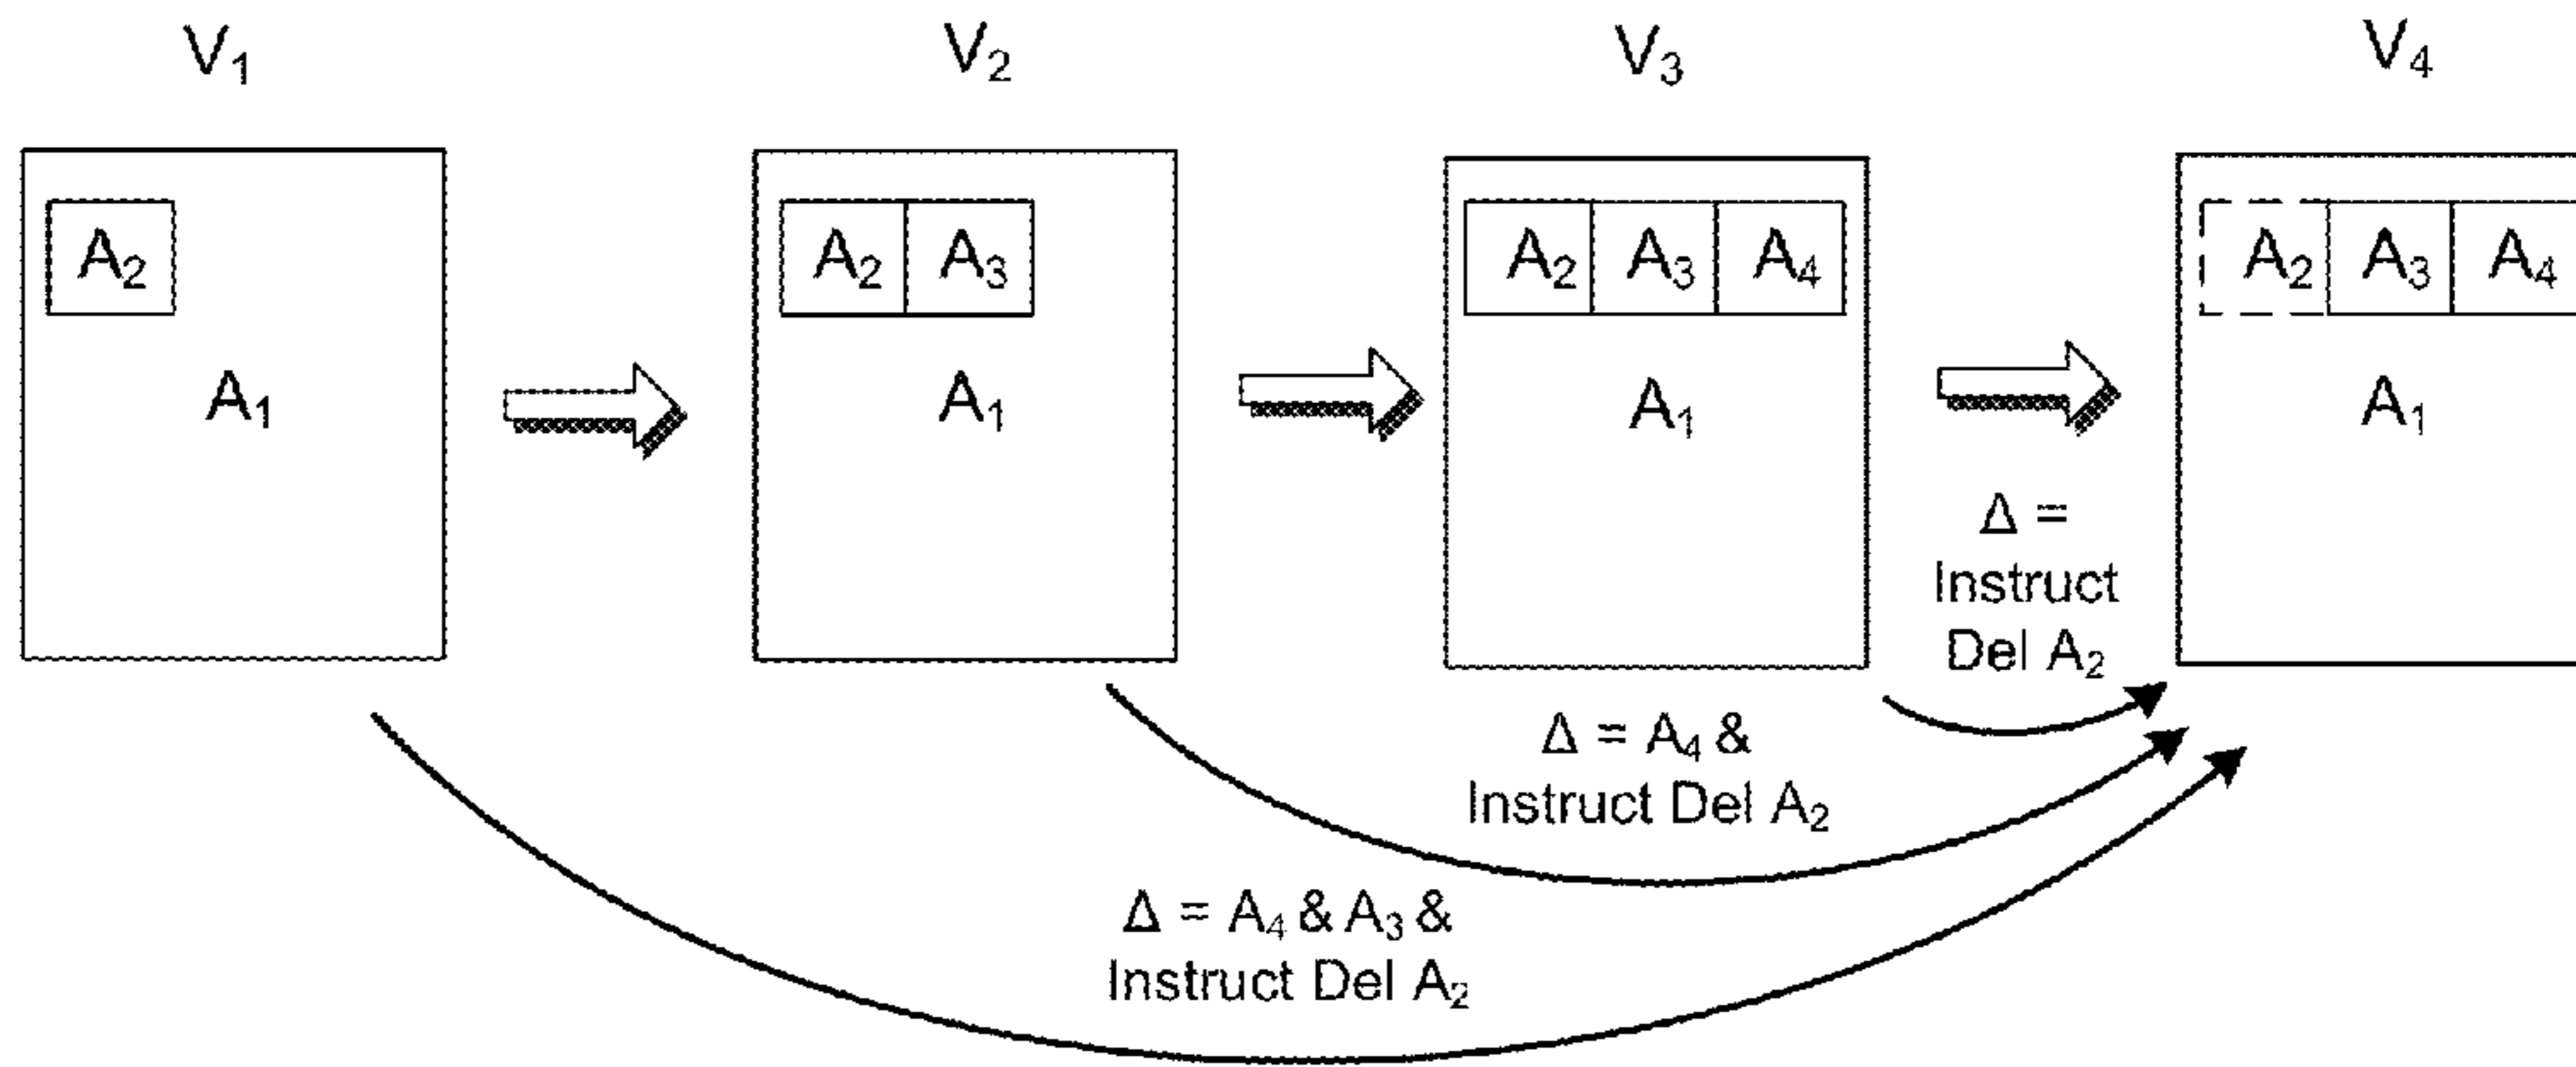 V₁ V₂ V₃ V₄
A₂ A₂ A₃ A₂ A₃ A₄ A₂ A₃ A₄
A₁ A₁ A₁ A₁
Δ =
Instruct
Del A₂
Δ = A₄ &
Instruct Del A₂
Δ = A₄ & A₃ &
Instruct Del A₂